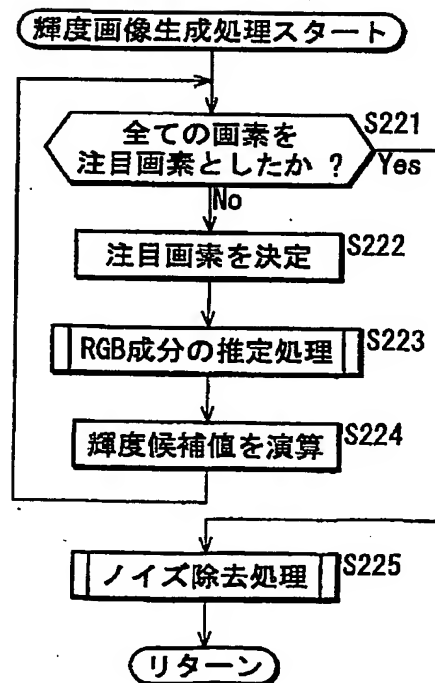 輝度画像生成処理スタート
全ての画素を
注目画素としたか ?
S221
Yes
No
注目画素を決定
S222
RGB成分の推定処理
S223
輝度候補値を演算
S224
ノイズ除去処理
S225
リターン